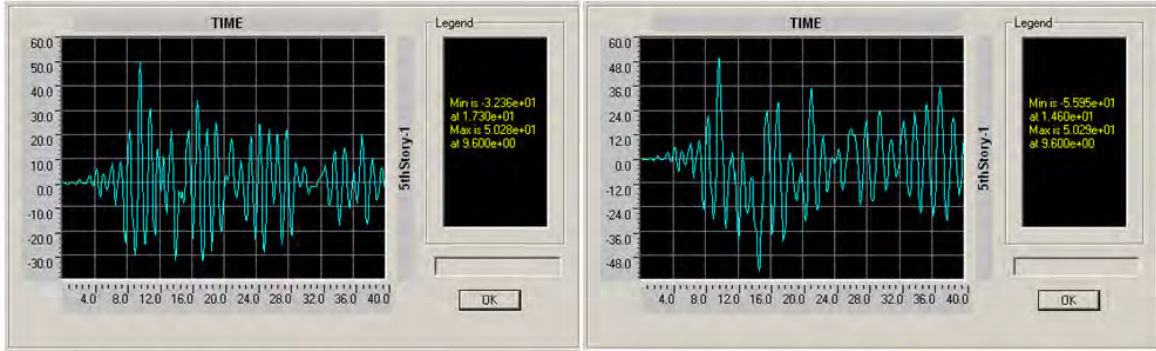 TIME
60.0
50.0
40.0
30.0
20.0
10.0
0.0
-10.0
-20.0
-30.0
4.0 8.0 12.0 16.0 20.0 24.0 28.0 32.0 36.0 40.0
5thStory-1
Legend
Min is -3.236e+01
at 1.730e+01
Max is 5.028e+01
at 9.600e+00
OK
TIME
60.0
48.0
36.0
24.0
12.0
0.0
-12.0
-24.0
-36.0
-48.0
4.0 8.0 12.0 16.0 20.0 24.0 28.0 32.0 36.0 40.0
5thStory-1
Legend
Min is -5.595e+01
at 1.460e+01
Max is 5.029e+01
at 9.600e+00
OK